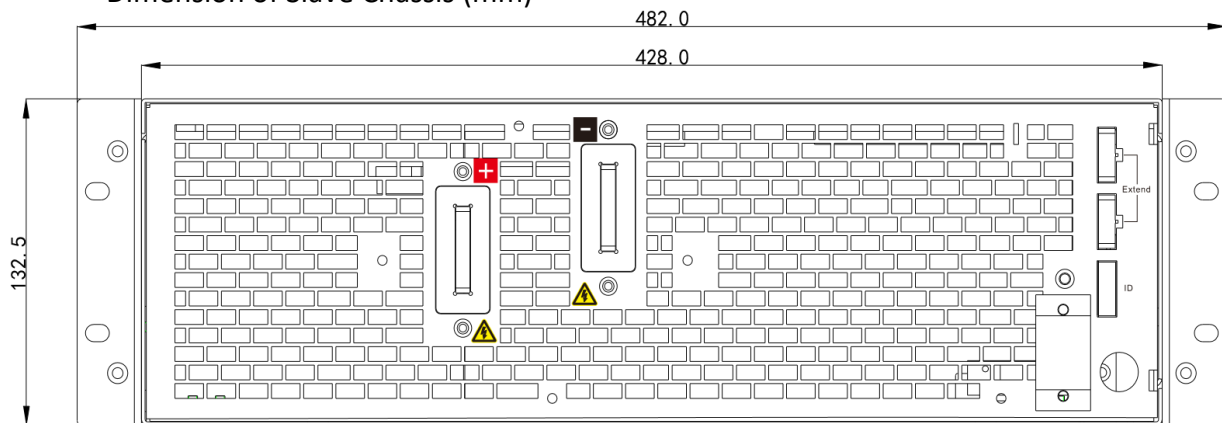 Dimension of Slave Chassis (mm)
482.0
428.0
132.5
-
+
Extend
ID